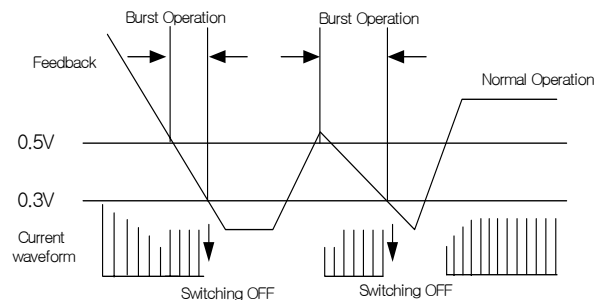 Burst Operation
Burst Operation
Feedback
Normal Operation
0.5V
0.3V
Current
waveform
Switching OFF
Switching OFF